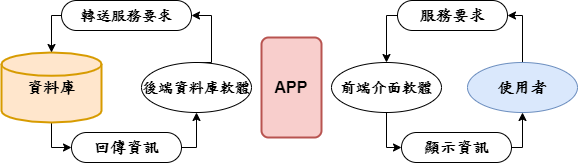 轉送服務要求
服務要求
資料庫
後端資料庫軟體
APP
前端介面軟體
使用者
回傳資訊
顯示資訊